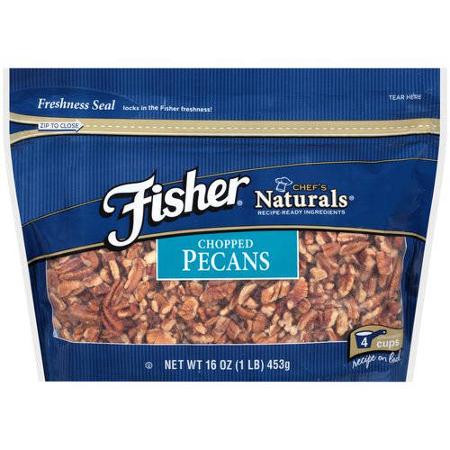 Freshness Seal locks in the Fisher freshness!
TEAR HERE
ZIP TO CLOSE
Fisher®
CHEF'S
Naturals®
RECIPE-READY INGREDIENTS
CHOPPED
PECANS
4 cups
recipe on back
NET WT 16 OZ (1 LB) 453g